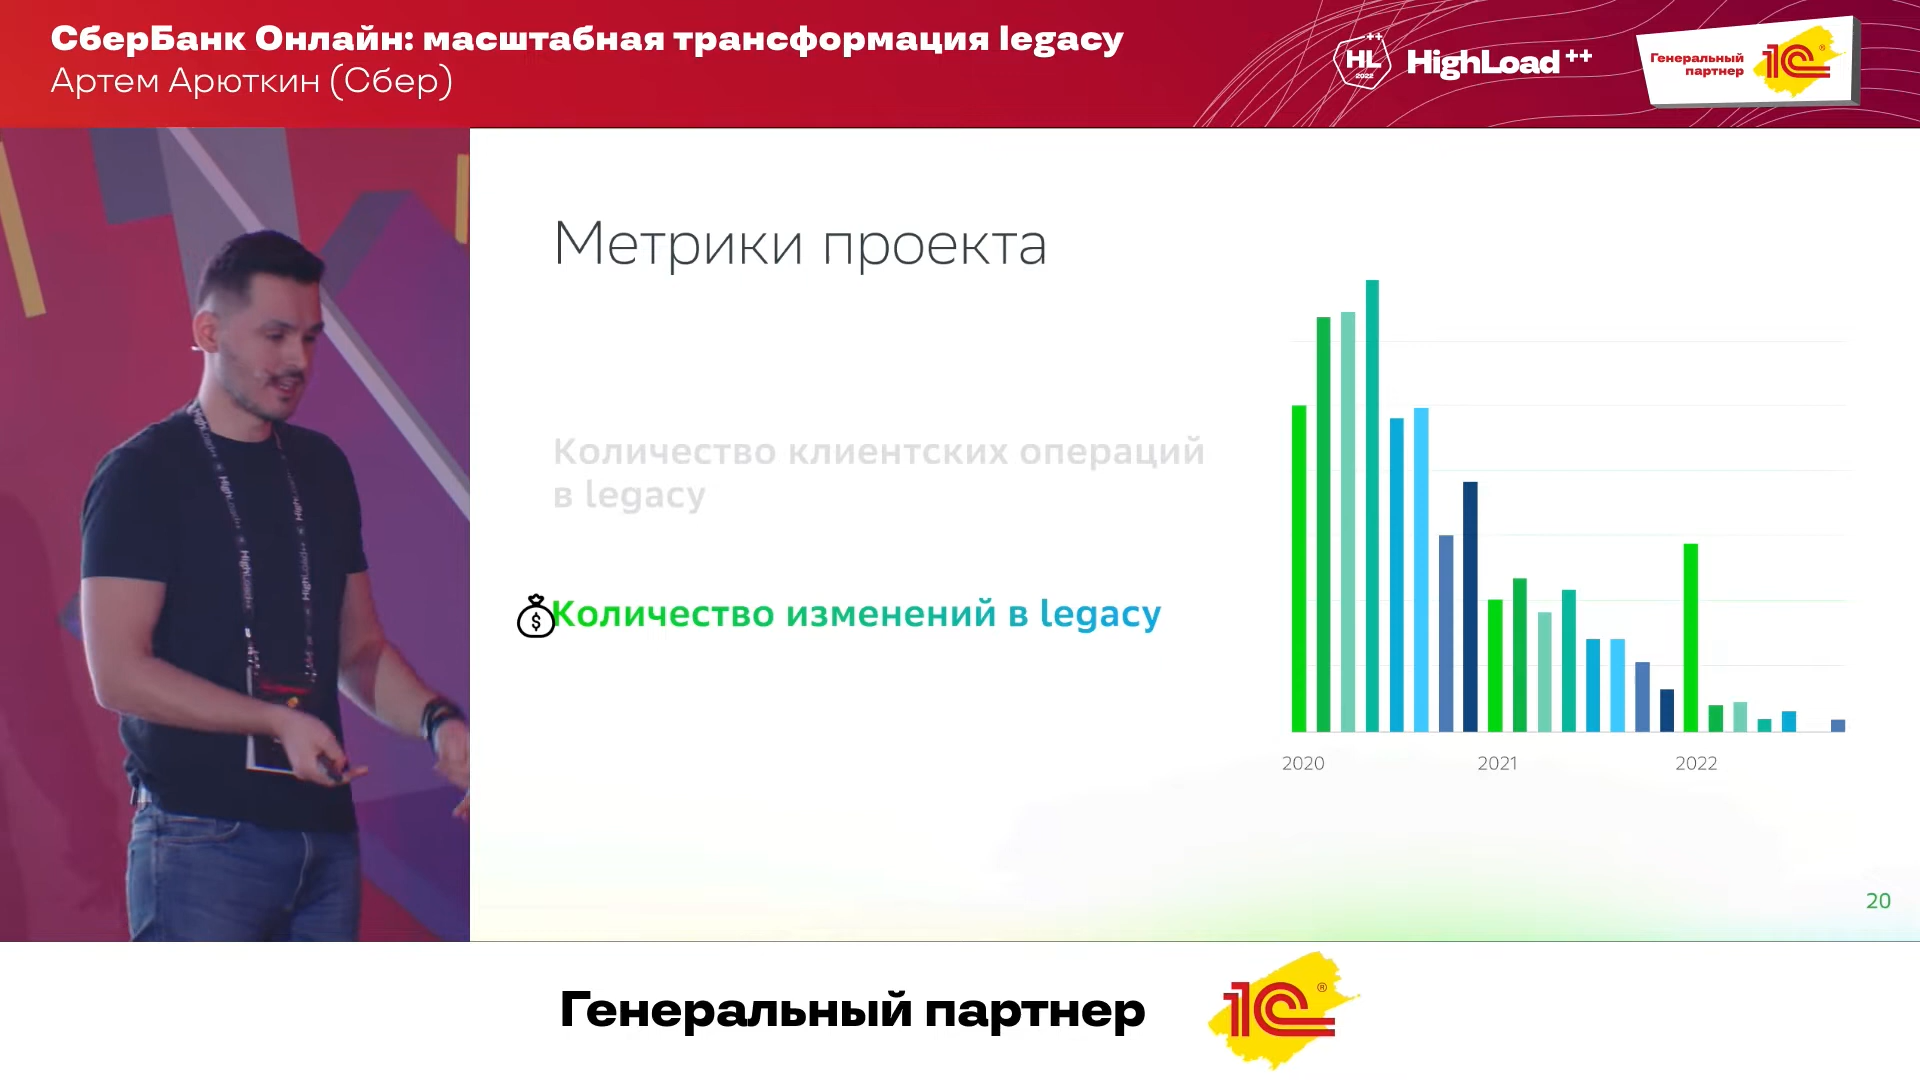 СберБанк Онлайн: масштабная трансформация legacy
Артем Арюткин (Сбер)
HL++
2022
HighLoad++
Генеральный
партнер
1С®
Метрики проекта
Количество клиентских операций
в legacy
$
Количество изменений в legacy
2020
2021
2022
20
Генеральный партнер
1С®